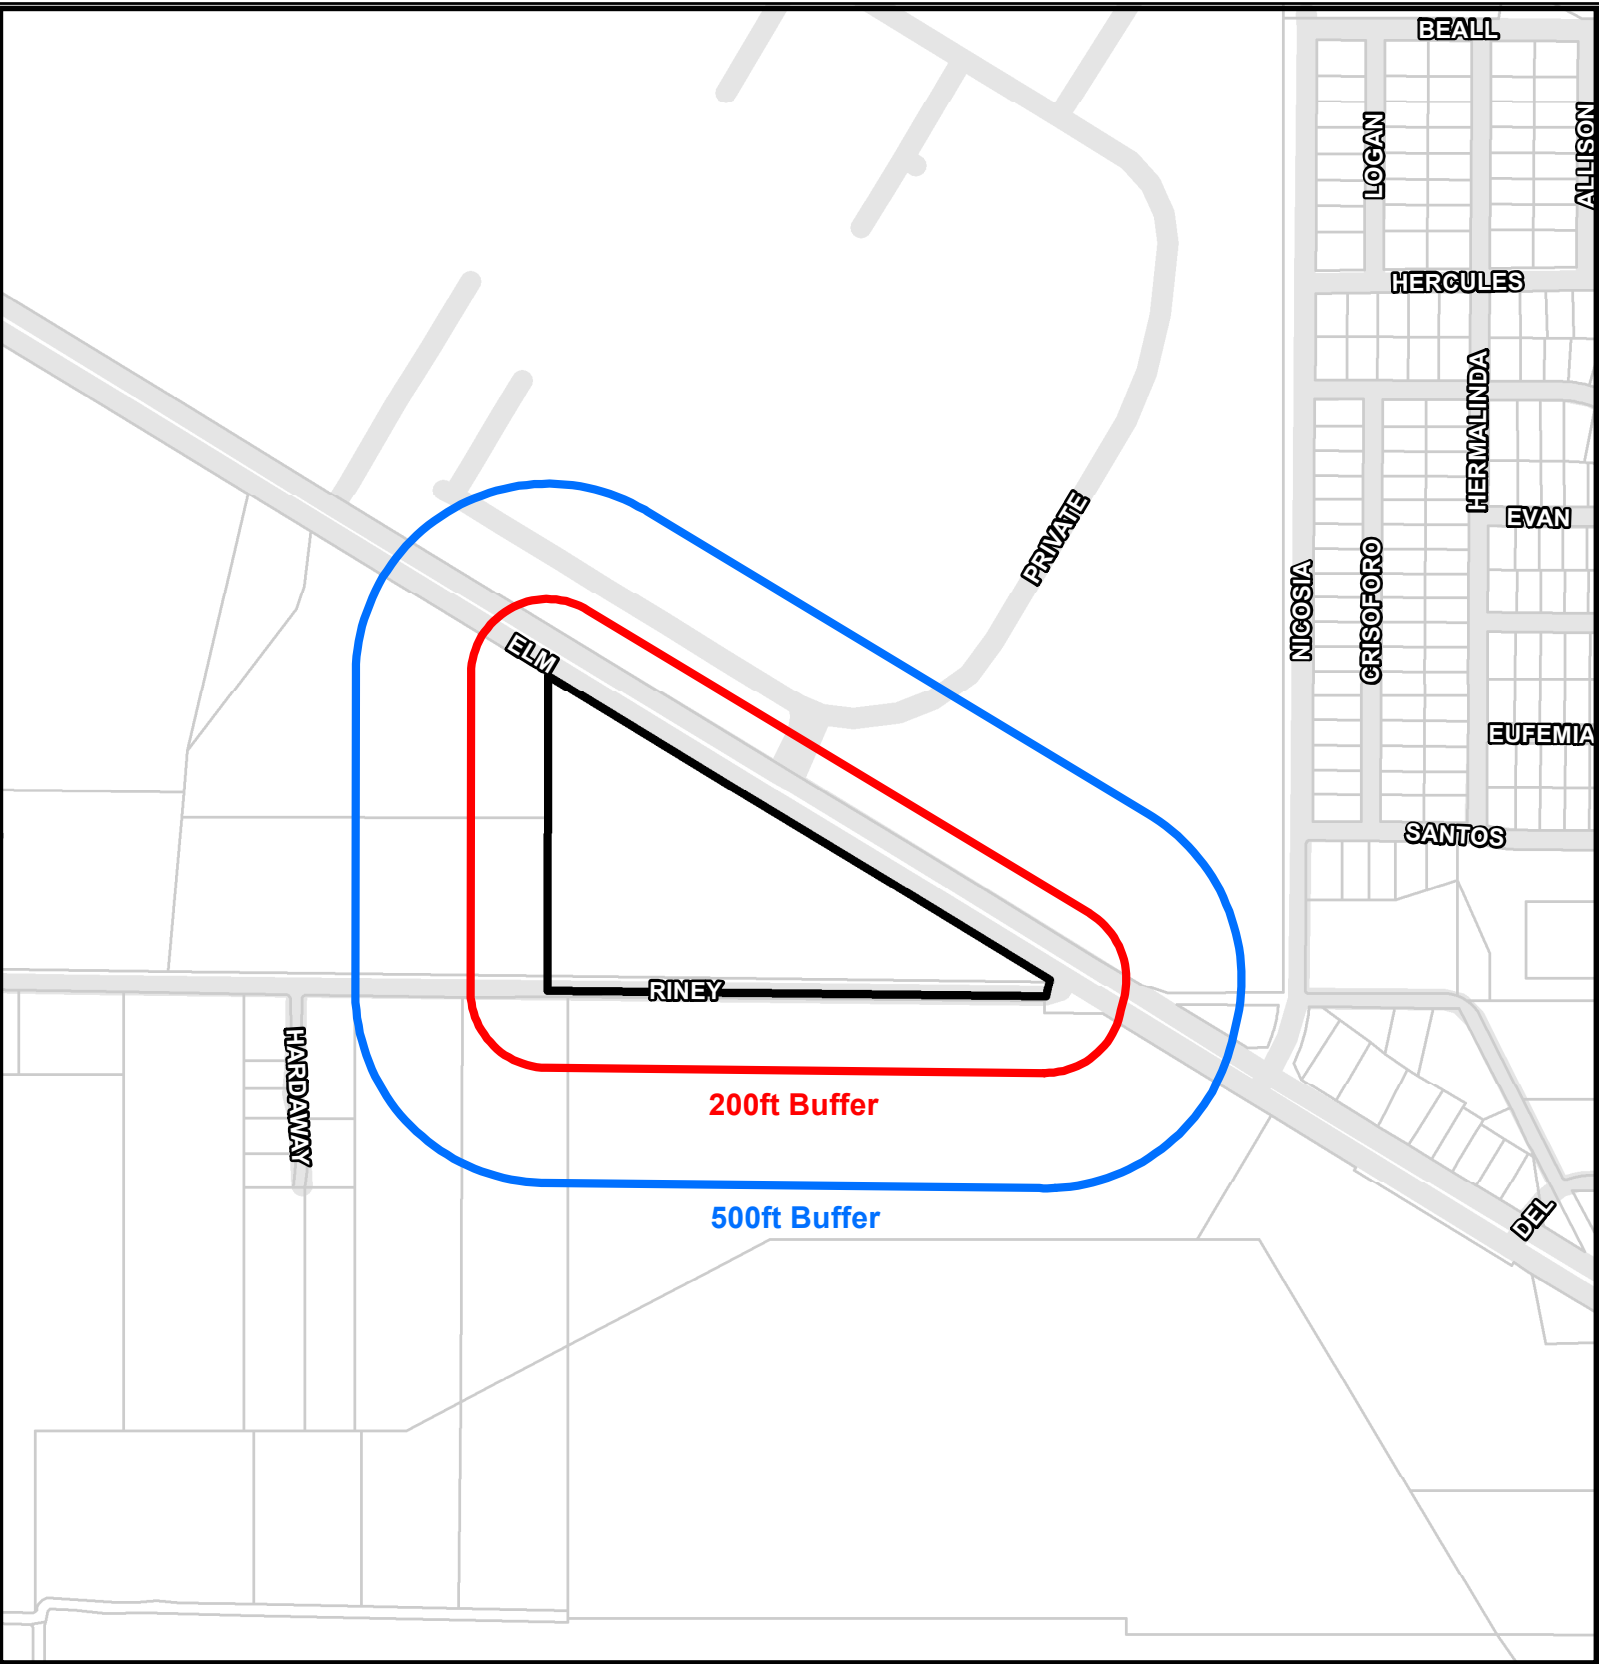 BEALL
LOGAN
ALLISON
HERCULES
HERMALINDA
PRIVATE
EVAN
NICOSIA
CRISOFORO
ELM
EUFEMIA
SANTOS
RINEY
HARDAWAY
200ft Buffer
500ft Buffer
DEL